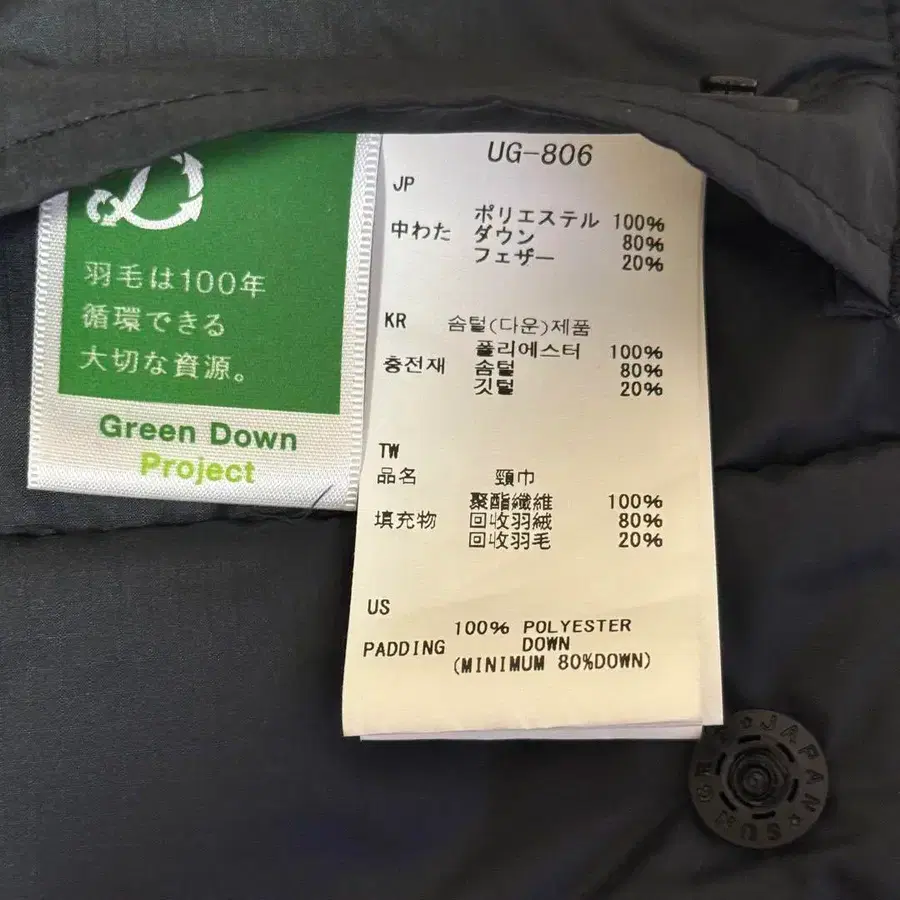 羽毛は100年
循環できる
大切な資源。
Green Down
Project
UG-806
JP
ポリエステル 100%
中わた ダウン 80%
フェザー 20%
KR 솜털(다운)제품
폴리에스터 100%
충전재 솜털 80%
깃털 20%
TW
品名 頸巾
聚酯纖維 100%
填充物 回收羽絨 80%
回收羽毛 20%
US
100% POLYESTER
PADDING DOWN
(MINIMUM 80%DOWN)
JAPAN